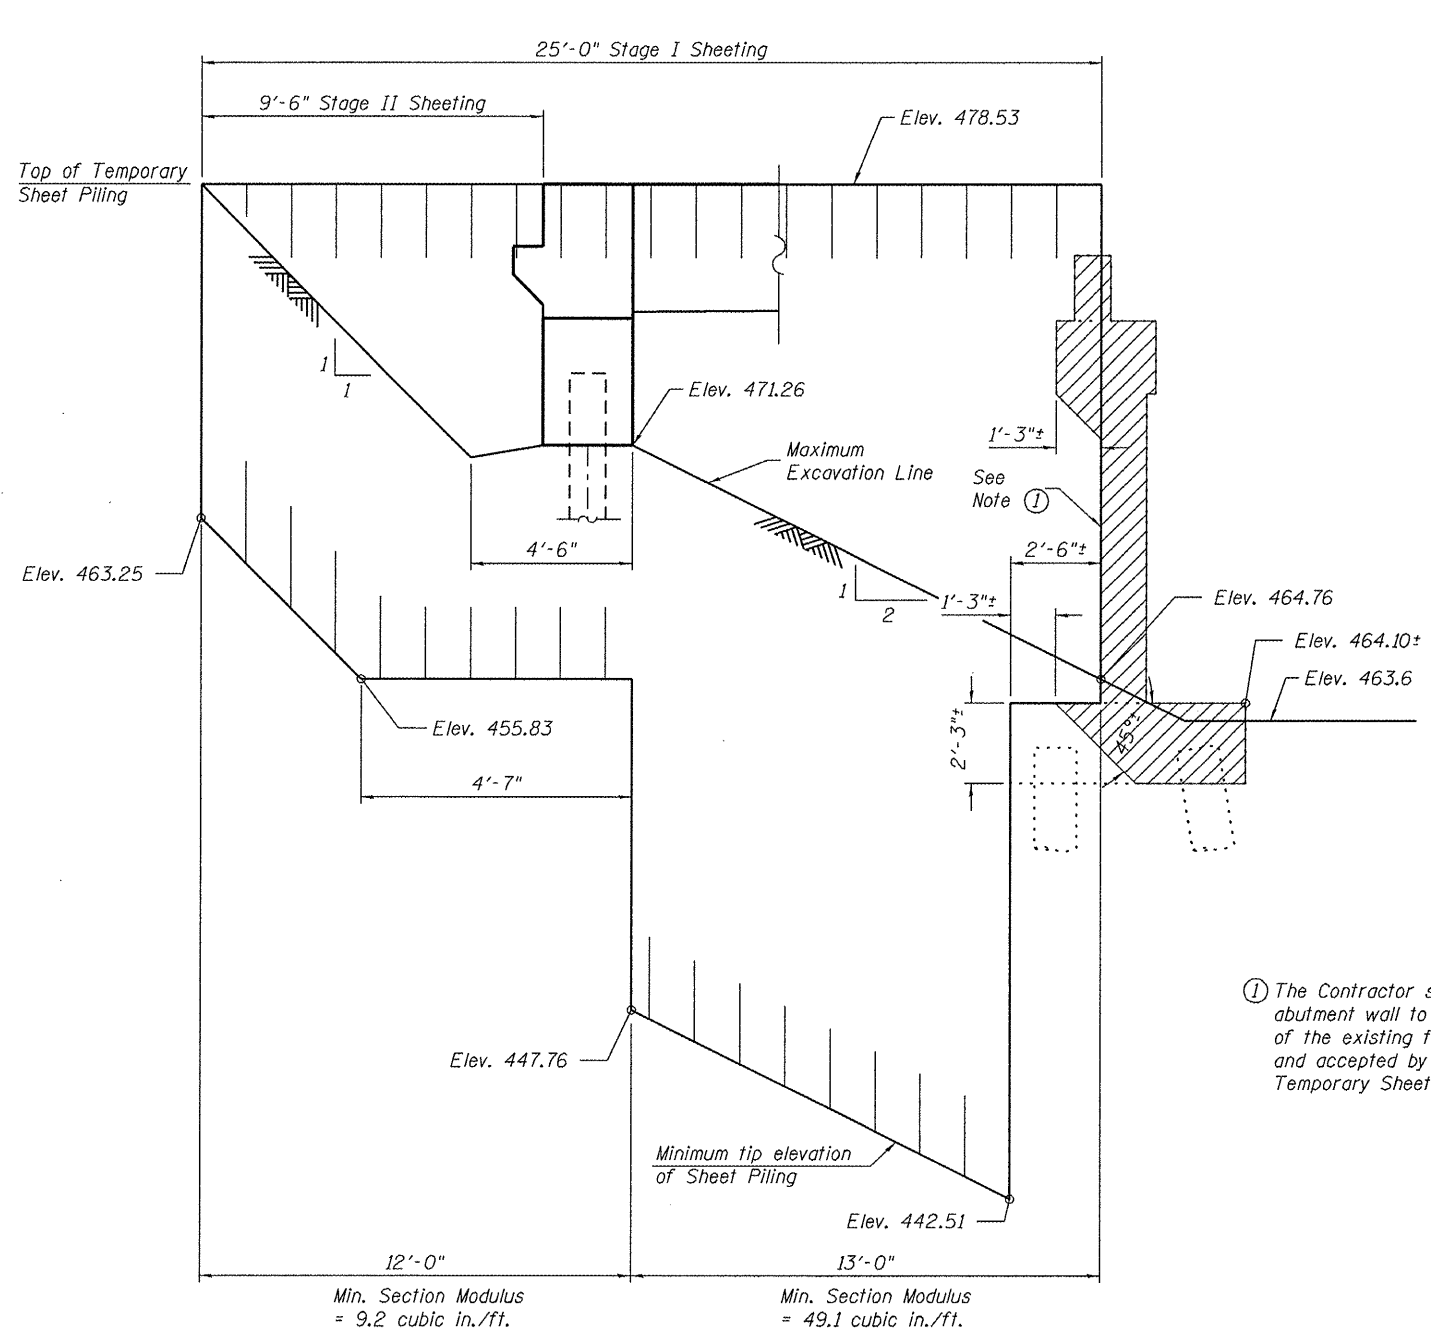 25'-0" Stage I Sheeting
9'-6" Stage II Sheeting
Elev. 478.53
Top of Temporary
Sheet Piling
1
1
Elev. 471.26
Maximum
Excavation Line
1'-3"±
See
Note 1
4'-6"
2'-6"±
Elev. 463.25
1
2
1'-3"±
Elev. 464.76
Elev. 464.10±
Elev. 463.6
Elev. 455.83
2'-3"±
45°±
4'-7"
1 The Contractor s
abutment wall to
of the existing f
and accepted by
Temporary Sheet
Elev. 447.76
Minimum tip elevation
of Sheet Piling
Elev. 442.51
12'-0"
13'-0"
Min. Section Modulus
= 9.2 cubic in./ft.
Min. Section Modulus
= 49.1 cubic in./ft.